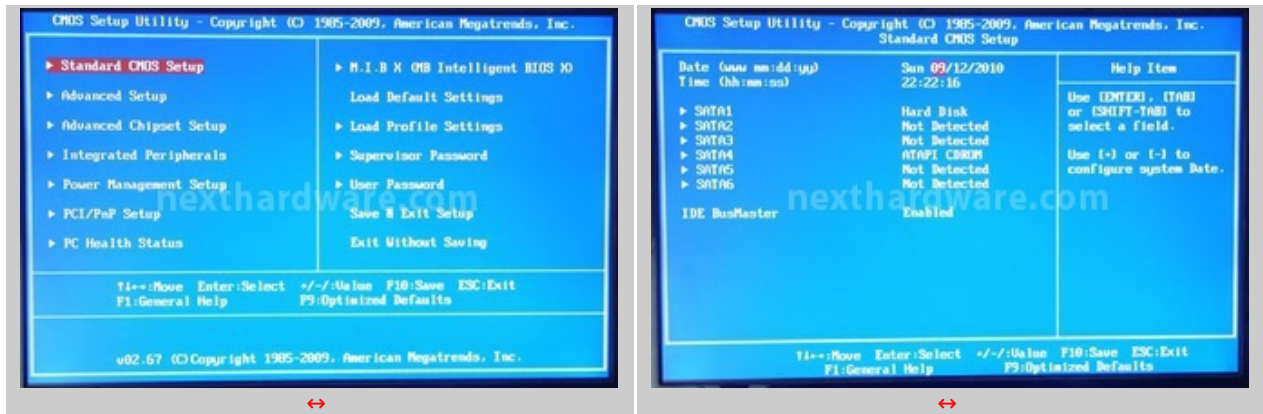 CMOS Setup Utility - Copyright (C) 1985-2009, American Megatrends, Inc.
▶ Standard CMOS Setup
▶ Advanced Setup
▶ Advanced Chipset Setup
▶ Integrated Peripherals
▶ Power Management Setup
▶ PCI/PnP Setup
▶ PC Health Status
▶ M.I.B X (MB Intelligent BIOS X)
Load Default Settings
▶ Load Profile Settings
▶ Supervisor Password
▶ User Password
Save & Exit Setup
Exit Without Saving
nexthardware.com
↑↓←→:Move Enter:Select +/-/:Value F10:Save ESC:Exit
F1:General Help F9:Optimized Defaults
v02.67 (C)Copyright 1985-2009, American Megatrends, Inc.
CMOS Setup Utility - Copyright (C) 1985-2009, American Megatrends, Inc.
Standard CMOS Setup
Date (www mm:dd:yy) Sun 09/12/2010
Time (hh:mm:ss) 22:22:16
▶ SATA1 Hard Disk
▶ SATA2 Not Detected
▶ SATA3 Not Detected
▶ SATA4 ATAPI CDROM
▶ SATA5 Not Detected
▶ SATA6 Not Detected
IDE BusMaster Enabled
Help Item
Use [ENTER], [TAB]
or [SHIFT-TAB] to
select a field.
Use [+] or [-] to
configure system Date.
nexthardware.com
↑↓←→:Move Enter:Select +/-/:Value F10:Save ESC:Exit
F1:General Help F9:Optimized Defaults